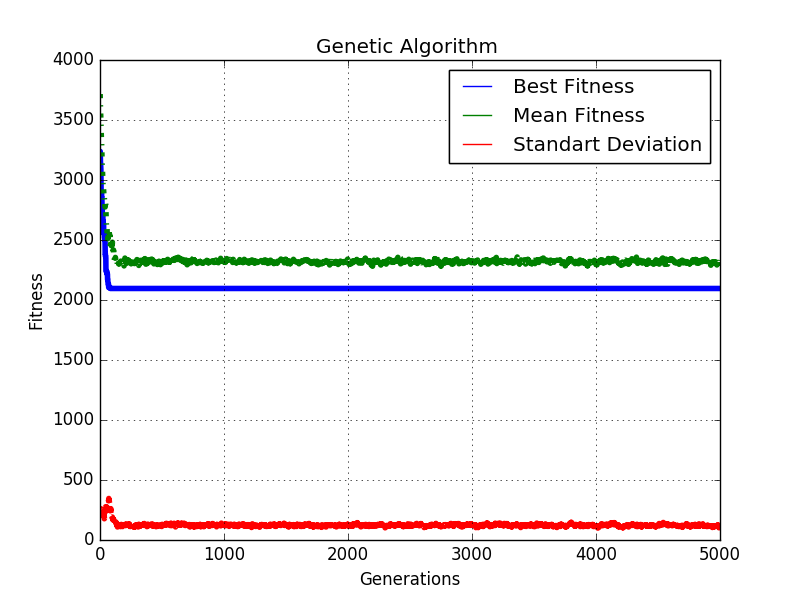 Genetic Algorithm
Best Fitness
Mean Fitness
Standart Deviation
4000
3500
3000
2500
2000
1500
1000
500
0
Fitness
0 1000 2000 3000 4000 5000
Generations